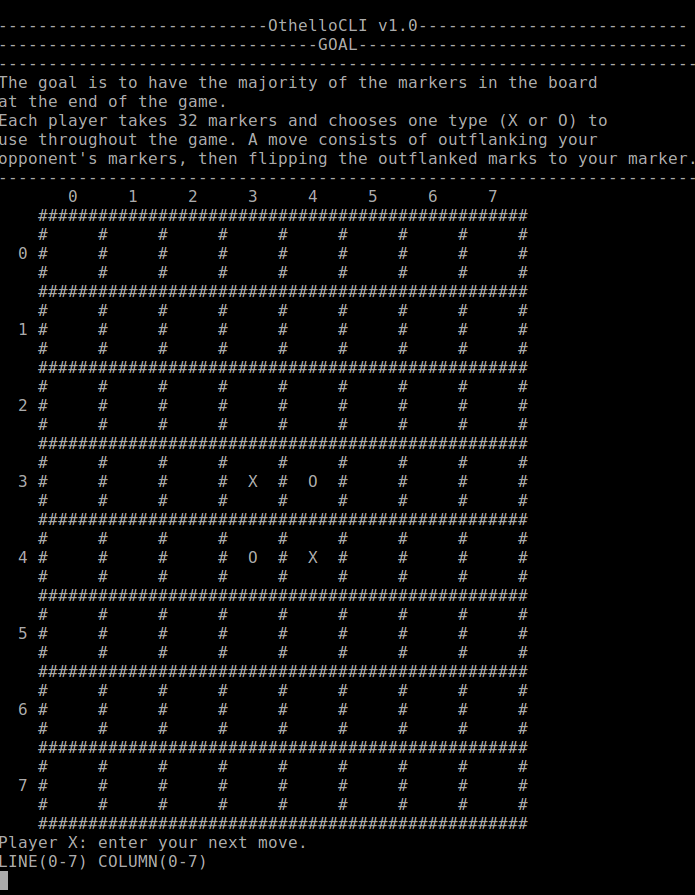 ---------------------------OthelloCLI v1.0---------------------------
--------------------------------GOAL---------------------------------
----------------------------------------------------------------------
The goal is to have the majority of the markers in the board
at the end of the game.
Each player takes 32 markers and chooses one type (X or O) to
use throughout the game. A move consists of outflanking your
opponent's markers, then flipping the outflanked marks to your marker.
----------------------------------------------------------------------
       0     1     2     3     4     5     6     7
    #################################################
    #     #     #     #     #     #     #     #     #
  0 #     #     #     #     #     #     #     #     #
    #     #     #     #     #     #     #     #     #
    #################################################
    #     #     #     #     #     #     #     #     #
  1 #     #     #     #     #     #     #     #     #
    #     #     #     #     #     #     #     #     #
    #################################################
    #     #     #     #     #     #     #     #     #
  2 #     #     #     #     #     #     #     #     #
    #     #     #     #     #     #     #     #     #
    #################################################
    #     #     #     #     #     #     #     #     #
  3 #     #     #     #  X  #  O  #     #     #     #
    #     #     #     #     #     #     #     #     #
    #################################################
    #     #     #     #     #     #     #     #     #
  4 #     #     #     #  O  #  X  #     #     #     #
    #     #     #     #     #     #     #     #     #
    #################################################
    #     #     #     #     #     #     #     #     #
  5 #     #     #     #     #     #     #     #     #
    #     #     #     #     #     #     #     #     #
    #################################################
    #     #     #     #     #     #     #     #     #
  6 #     #     #     #     #     #     #     #     #
    #     #     #     #     #     #     #     #     #
    #################################################
    #     #     #     #     #     #     #     #     #
  7 #     #     #     #     #     #     #     #     #
    #     #     #     #     #     #     #     #     #
    #################################################
Player X: enter your next move.
LINE(0-7) COLUMN(0-7)